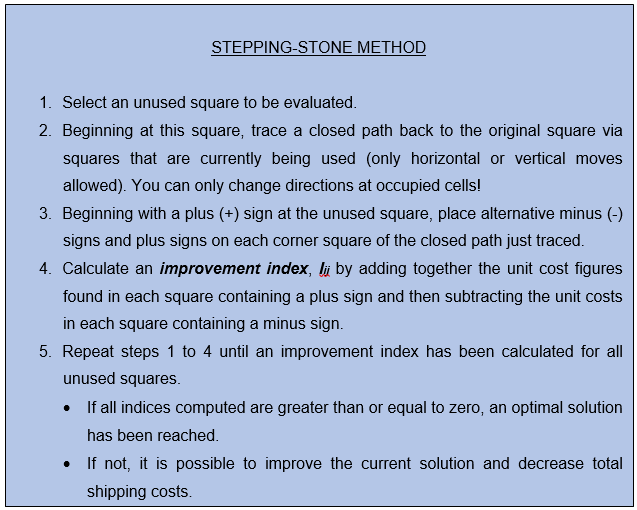 STEPPING-STONE METHOD
1. Select an unused square to be evaluated.
2. Beginning at this square, trace a closed path back to the original square via
squares that are currently being used (only horizontal or vertical moves
allowed). You can only change directions at occupied cells!
3. Beginning with a plus (+) sign at the unused square, place alternative minus (-)
signs and plus signs on each corner square of the closed path just traced.
4. Calculate an improvement index, Iij by adding together the unit cost figures
found in each square containing a plus sign and then subtracting the unit costs
in each square containing a minus sign.
5. Repeat steps 1 to 4 until an improvement index has been calculated for all
unused squares.
• If all indices computed are greater than or equal to zero, an optimal solution
has been reached.
• If not, it is possible to improve the current solution and decrease total
shipping costs.